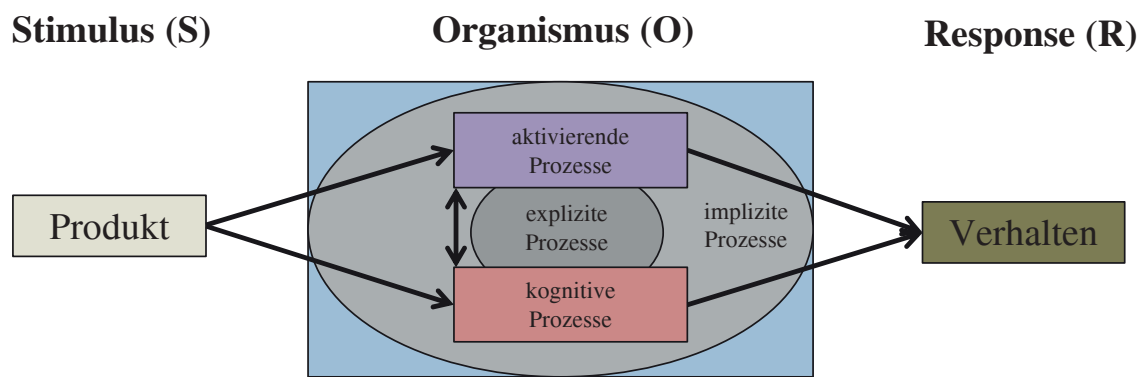 Stimulus (S)
Organismus (O)
Response (R)
aktivierende
Prozesse
Produkt
explizite
Prozesse
implizite
Prozesse
Verhalten
kognitive
Prozesse